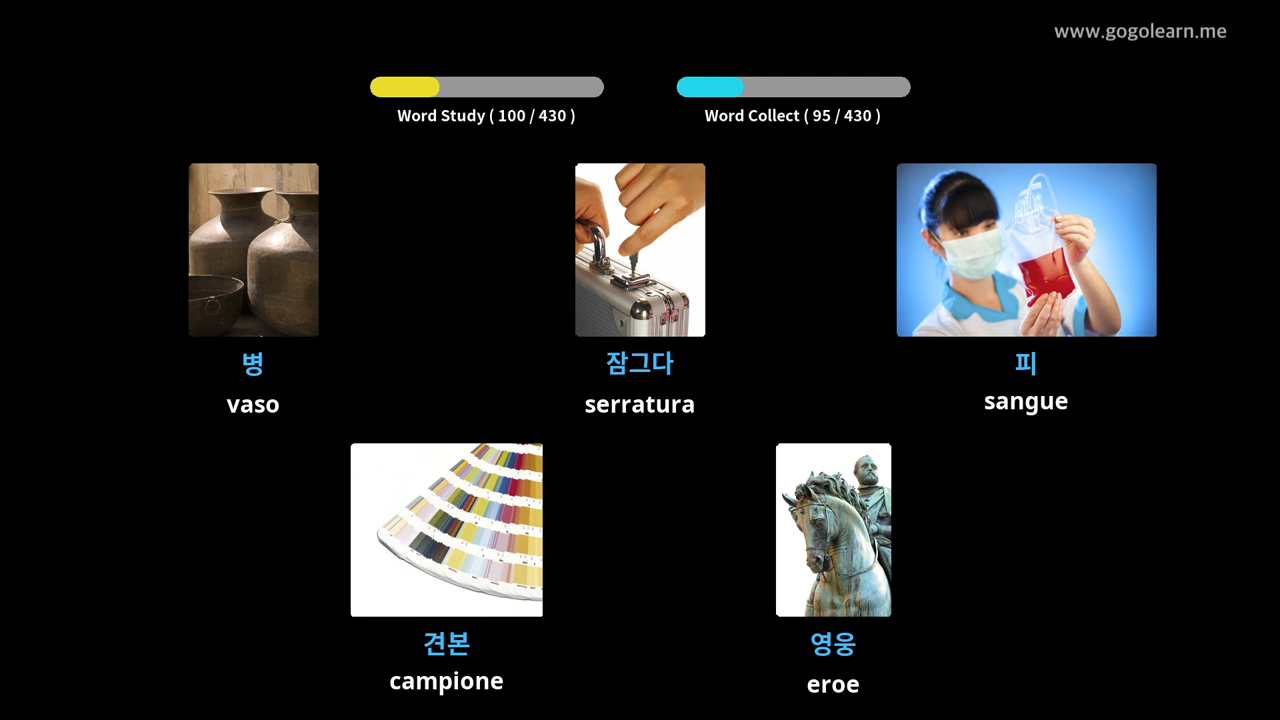 www.gogolearn.me
Word Study ( 100 / 430 )
Word Collect ( 95 / 430 )
병
잠그다
피
vaso
serratura
sangue
견본
영웅
campione
eroe